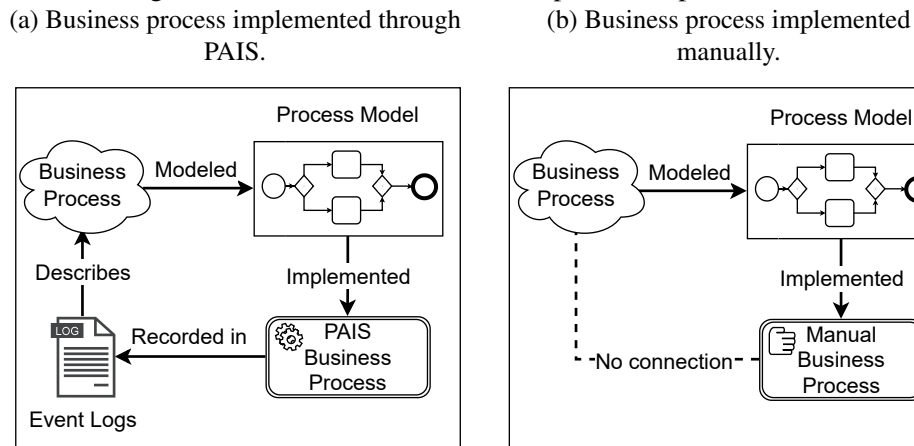 (a) Business process implemented through
PAIS.
Process Model
Business
Process
Modeled
Describes
Implemented
LOG
Recorded in
PAIS
Business
Process
Event Logs
(b) Business process implemented
manually.
Process Model
Business
Process
Modeled
Implemented
No connection
Manual
Business
Process